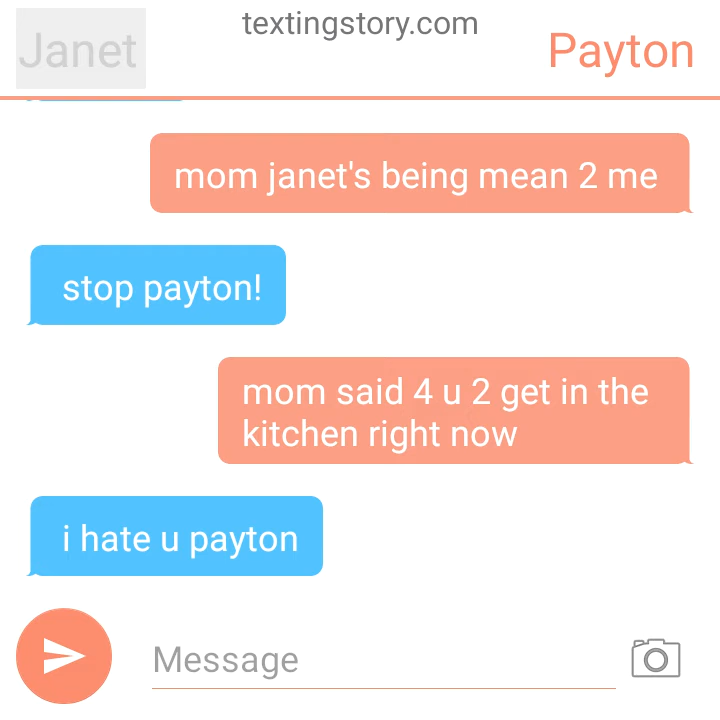 textingstory.com
Janet
Payton
mom janet's being mean 2 me
stop payton!
mom said 4 u 2 get in the
kitchen right now
i hate u payton
Message